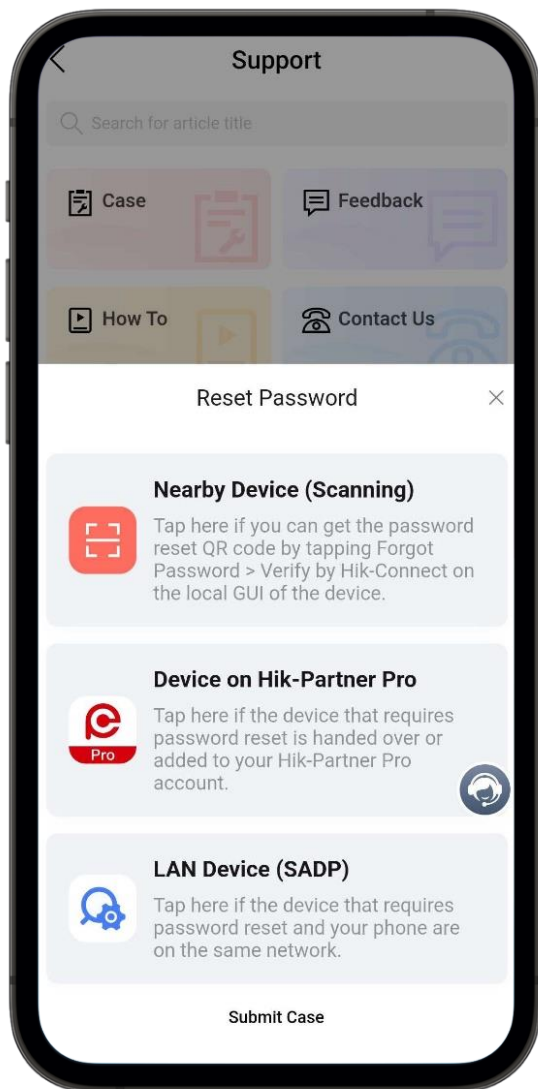 Support
Search for article title
Case
Feedback
How To
Contact Us
Reset Password
Nearby Device (Scanning)
Tap here if you can get the password
reset QR code by tapping Forgot
Password > Verify by Hik-Connect on
the local GUI of the device.
Device on Hik-Partner Pro
Tap here if the device that requires
password reset is handed over or
added to your Hik-Partner Pro
account.
Pro
LAN Device (SADP)
Tap here if the device that requires
password reset and your phone are
on the same network.
Submit Case